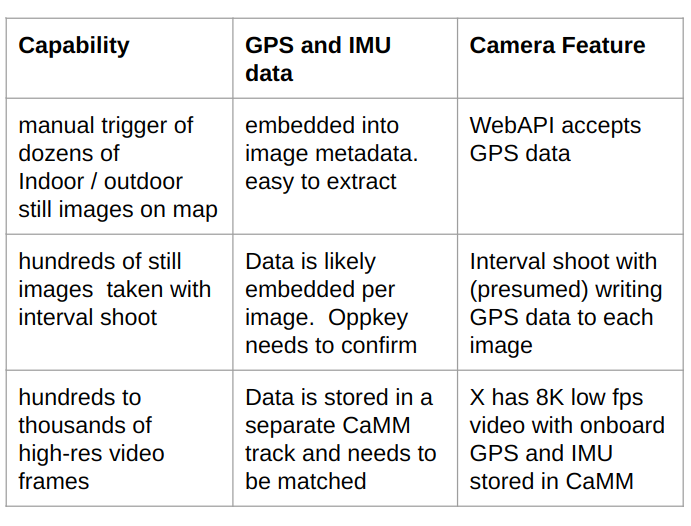 Capability
GPS and IMU
data
Camera Feature
manual trigger of
dozens of
Indoor / outdoor
still images on map
embedded into
image metadata.
easy to extract
WebAPI accepts
GPS data
hundreds of still
images  taken with
interval shoot
Data is likely
embedded per
image.  Oppkey
needs to confirm
Interval shoot with
(presumed) writing
GPS data to each
image
hundreds to
thousands of
high-res video
frames
Data is stored in a
separate CaMM
track and needs to
be matched
X has 8K low fps
video with onboard
GPS and IMU
stored in CaMM